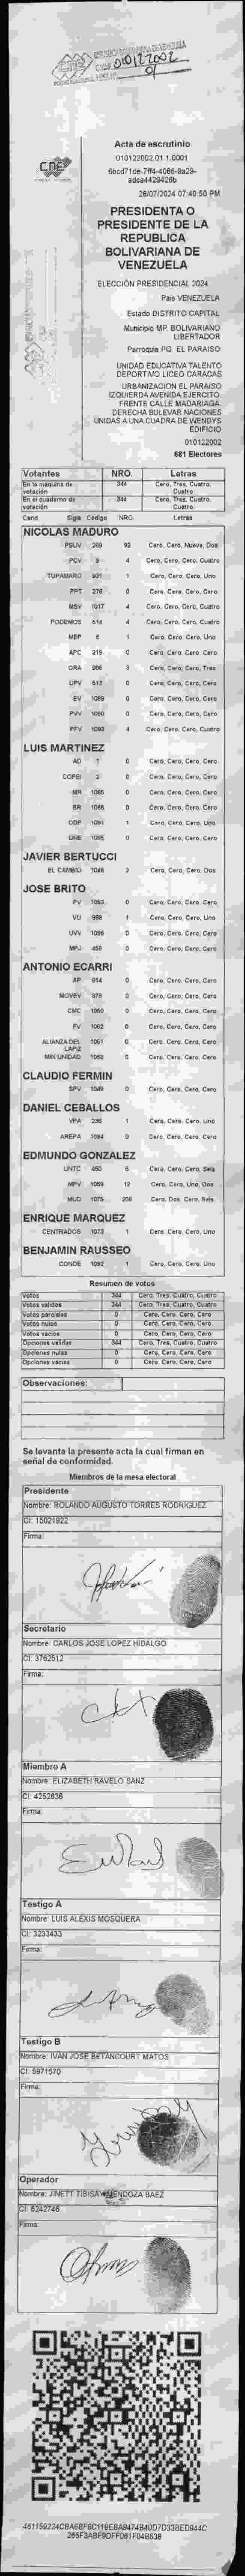 010122002
01
CNE
Acta de escrutinio
010122002.01.1.0001
6bcd71de-7ff4-4066-9a29-
adca4429426b
28/07/2024 07:40:50 PM
PRESIDENTA O
PRESIDENTE DE LA
REPUBLICA
BOLIVARIANA DE
VENEZUELA
ELECCIÓN PRESIDENCIAL 2024
Pais VENEZUELA
Estado DISTRITO CAPITAL
Municipio MP. BOLIVARIANO
LIBERTADOR
Parroquia PQ. EL PARAISO
UNIDAD EDUCATIVA TALENTO
DEPORTIVO LICEO CARACAS
URBANIZACION EL PARAISO
IZQUIERDA AVENIDA EJERCITO.
FRENTE CALLE MADARIAGA.
DERECHA BULEVAR NACIONES
UNIDAS A UNA CUADRA DE WENDYS
EDIFICIO
010122002
681 Electores
Votantes NRO. Letras
En la maquina de votación 344 Cero, Tres, Cuatro, Cuatro
En el cuaderno de votación 344 Cero, Tres, Cuatro, Cuatro
Cand. Sigla Código NRO. Letras
NICOLAS MADURO
PSUV 269 92 Cero, Cero, Nueve, Dos
PCV 9 4 Cero, Cero, Cero, Cuatro
TUPAMARO 931 1 Cero, Cero, Cero, Uno
PPT 276 0 Cero, Cero, Cero, Cero
MSV 1017 4 Cero, Cero, Cero, Cuatro
PODEMOS 614 4 Cero, Cero, Cero, Cuatro
MEP 6 1 Cero, Cero, Cero, Uno
APC 218 0 Cero, Cero, Cero, Cero
ORA 906 3 Cero, Cero, Cero, Tres
UPV 613 0 Cero, Cero, Cero, Cero
EV 1089 0 Cero, Cero, Cero, Cero
PVV 1090 0 Cero, Cero, Cero, Cero
PFV 1093 4 Cero, Cero, Cero, Cuatro
LUIS MARTINEZ
AD 1 0 Cero, Cero, Cero, Cero
COPEI 2 0 Cero, Cero, Cero, Cero
MR 1065 0 Cero, Cero, Cero, Cero
BR 1066 0 Cero, Cero, Cero, Cero
DDP 1091 1 Cero, Cero, Cero, Uno
UNE 1095 0 Cero, Cero, Cero, Cero
JAVIER BERTUCCI
EL CAMBIO 1046 2 Cero, Cero, Cero, Dos
JOSE BRITO
PV 1053 0 Cero, Cero, Cero, Cero
VU 988 1 Cero, Cero, Cero, Uno
UVV 1096 0 Cero, Cero, Cero, Cero
MPJ 458 0 Cero, Cero, Cero, Cero
ANTONIO ECARRI
AP 914 0 Cero, Cero, Cero, Cero
MOVEV 979 0 Cero, Cero, Cero, Cero
CMC 1050 0 Cero, Cero, Cero, Cero
FV 1062 0 Cero, Cero, Cero, Cero
ALIANZA DEL LAPIZ 1051 0 Cero, Cero, Cero, Cero
MIN UNIDAD 1068 0 Cero, Cero, Cero, Cero
CLAUDIO FERMIN
SPV 1049 0 Cero, Cero, Cero, Cero
DANIEL CEBALLOS
VPA 236 1 Cero, Cero, Cero, Uno
AREPA 1094 0 Cero, Cero, Cero, Cero
EDMUNDO GONZALEZ
UNTC 450 6 Cero, Cero, Cero, Seis
MPV 1069 12 Cero, Cero, Uno, Dos
MUD 1075 206 Cero, Dos, Cero, Seis
ENRIQUE MARQUEZ
CENTRADOS 1073 1 Cero, Cero, Cero, Uno
BENJAMIN RAUSSEO
CONDE 1092 1 Cero, Cero, Cero, Uno
Resumen de votos
Votos 344 Cero, Tres, Cuatro, Cuatro
Votos validos 344 Cero, Tres, Cuatro, Cuatro
Votos parciales 0 Cero, Cero, Cero, Cero
Votos nulos 0 Cero, Cero, Cero, Cero
Votos vacios 0 Cero, Cero, Cero, Cero
Opciones validas 344 Cero, Tres, Cuatro, Cuatro
Opciones nulas 0 Cero, Cero, Cero, Cero
Opciones vacias 0 Cero, Cero, Cero, Cero
Observaciones:
Se levanta la presente acta la cual firman en
señal de conformidad.
Miembros de la mesa electoral
Presidente
Nombre: ROLANDO AUGUSTO TORRES RODRIGUEZ
CI: 15021922
Firma:
Secretario
Nombre: CARLOS JOSE LOPEZ HIDALGO
CI: 3762512
Firma:
Miembro A
Nombre: ELIZABETH RAVELO SANZ
CI: 4252638
Firma:
Testigo A
Nombre: LUIS ALEXIS MOSQUERA
CI: 3233433
Firma:
Testigo B
Nombre: IVAN JOSE BETANCOURT MATOS
CI: 5971570
Firma:
Operador
Nombre: JINETT TIBISAY MENDOZA BAEZ
CI: 6242746
Firma: